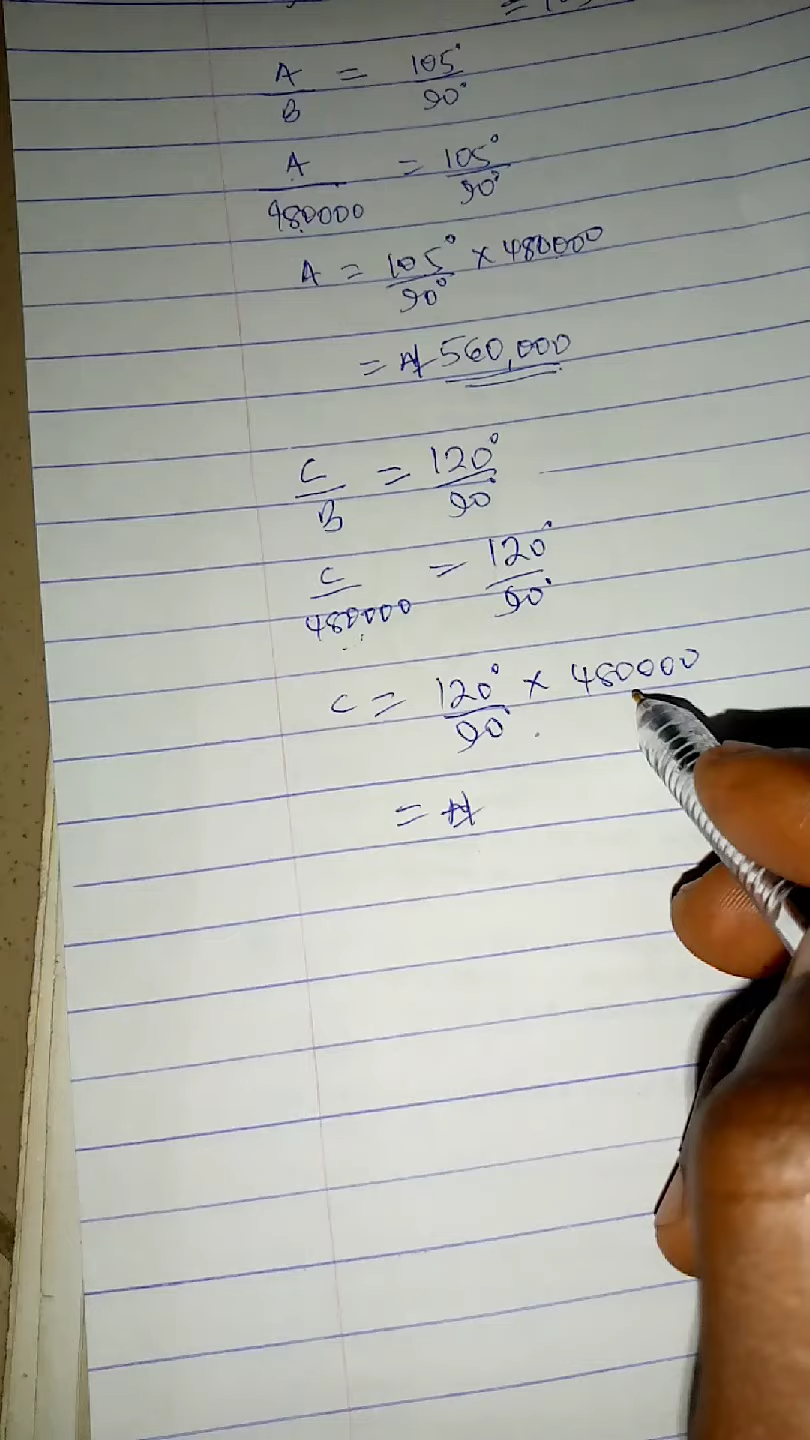 A/B = 105°/90°
A/480000 = 105°/90°
A = 105°/90° × 480000
= ₦560,000
C/B = 120°/90°
C/480000 = 120°/90°
C = 120°/90° × 480000
= ₦